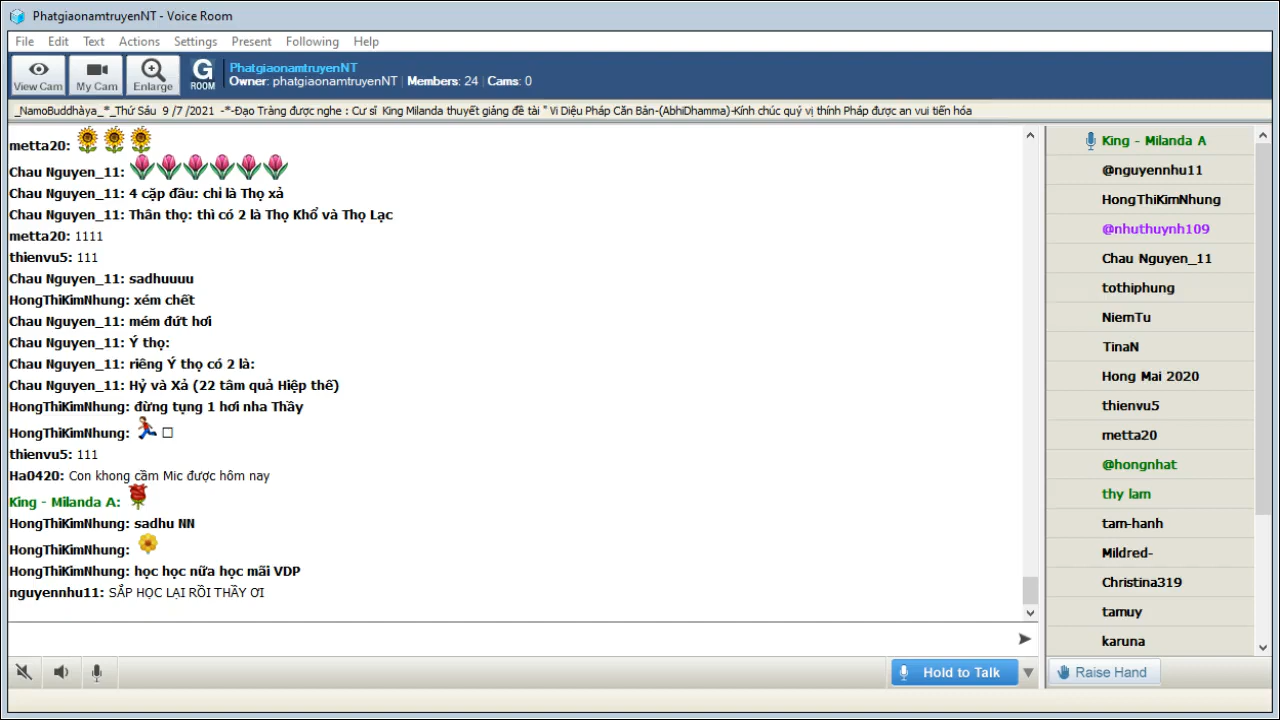 PhatgiaonamtruyenNT - Voice Room
File Edit Text Actions Settings Present Following Help
View Cam
My Cam
Enlarge
G ROOM
PhatgiaonamtruyenNT
Owner: phatgiaonamtruyenNT Members: 24 Cams: 0
_NamoBuddhàya_*_Thứ Sáu 9 /7 /2021 -*-Đạo Tràng được nghe : Cư sĩ King Milanda thuyết giảng đề tài " Vi Diệu Pháp Căn Bản-(AbhiDhamma)-Kính chúc quý vị thính Pháp được an vui tiến hóa
metta20:
Chau Nguyen_11:
Chau Nguyen_11: 4 cặp đầu: chỉ là Thọ xả
Chau Nguyen_11: Thân thọ: thì có 2 là Thọ Khổ và Thọ Lạc
metta20: 1111
thienvu5: 111
Chau Nguyen_11: sadhuuuu
HongThiKimNhung: xém chết
Chau Nguyen_11: mém đứt hơi
Chau Nguyen_11: Ý thọ:
Chau Nguyen_11: riêng Ý thọ có 2 là:
Chau Nguyen_11: Hỷ và Xả (22 tâm quả Hiệp thế)
HongThiKimNhung: đừng tụng 1 hơi nha Thầy
HongThiKimNhung:
thienvu5: 111
Ha0420: Con khong cầm Mic được hôm nay
King - Milanda A:
HongThiKimNhung: sadhu NN
HongThiKimNhung:
HongThiKimNhung: học học nữa học mãi VDP
nguyennhu11: SẮP HỌC LẠI RỒI THẦY ƠI
King - Milanda A
@nguyennhu11
HongThiKimNhung
@nhuthuynh109
Chau Nguyen_11
tothiphung
NiemTu
TinaN
Hong Mai 2020
thienvu5
metta20
@hongnhat
thy lam
tam-hanh
Mildred-
Christina319
tamuy
karuna
Hold to Talk
Raise Hand